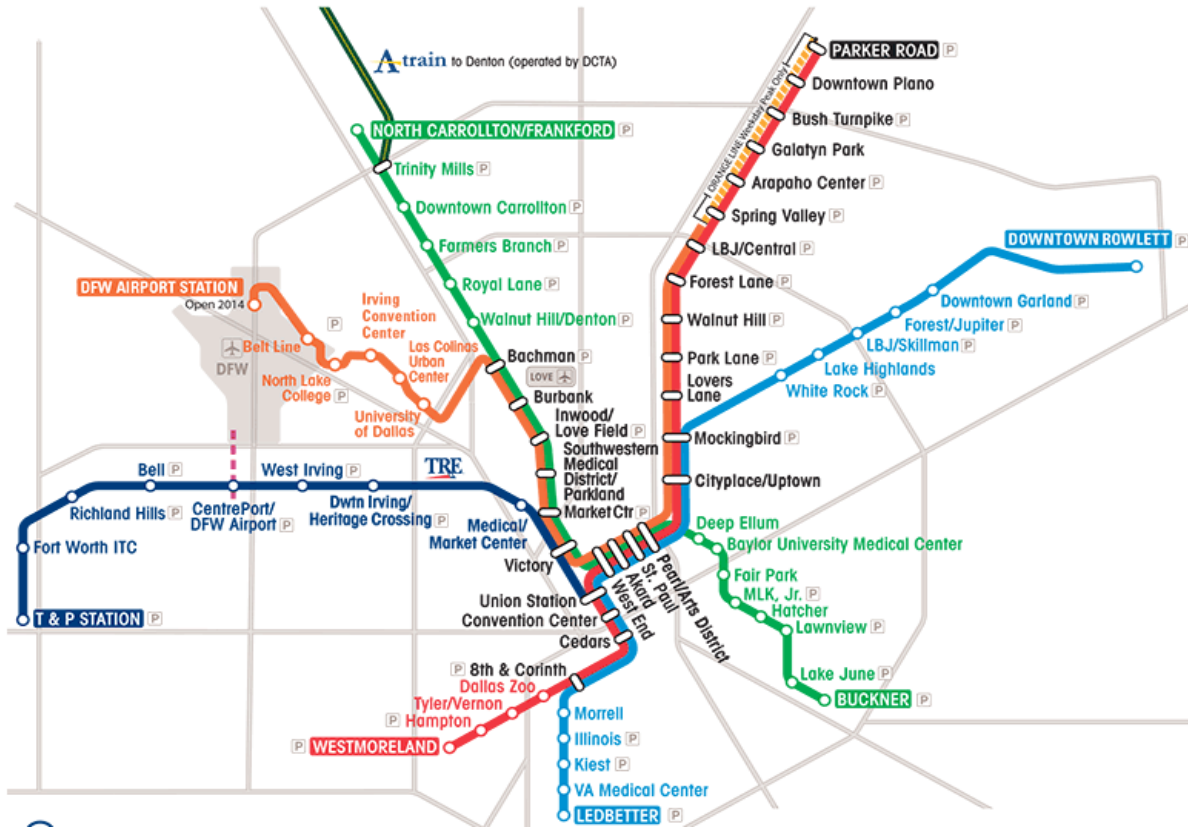 A train to Denton (operated by DCTA)
PARKER ROAD P
Downtown Plano
Bush Turnpike P
Galatyn Park
Arapaho Center P
Spring Valley P
ORANGE LINE Weekday Peak Only
LBJ/Central P
Forest Lane P
Walnut Hill P
Park Lane P
Lovers
Lane
Mockingbird P
Cityplace/Uptown
NORTH CARROLLTON/FRANKFORD P
Trinity Mills P
Downtown Carrollton P
Farmers Branch P
Royal Lane P
Walnut Hill/Denton P
Bachman P
LOVE
Burbank
Inwood/
Love Field P
Southwestern
Medical
District/
Parkland
Market Ctr P
Victory
DFW AIRPORT STATION
Open 2014
DFW
Belt Line
P
North Lake
College P
Irving
Convention
Center
Las Colinas
Urban
Center
University
of Dallas
DOWNTOWN ROWLETT P
Downtown Garland P
Forest/Jupiter P
LBJ/Skillman P
Lake Highlands
White Rock P
TRE
T & P STATION P
Fort Worth ITC
Richland Hills P
Bell P
CentrePort/
DFW Airport P
West Irving P
Dwtn Irving/
Heritage Crossing P
Medical/
Market Center
Union Station
Convention Center
Cedars
West End
Akard
St. Paul
Pearl/Arts District
Deep Ellum
Baylor University Medical Center
Fair Park
MLK, Jr. P
Hatcher
Lawnview P
Lake June P
BUCKNER P
P 8th & Corinth
Dallas Zoo
Tyler/Vernon
P Hampton
P WESTMORELAND
Morrell
Illinois P
Kiest P
VA Medical Center
LEDBETTER P